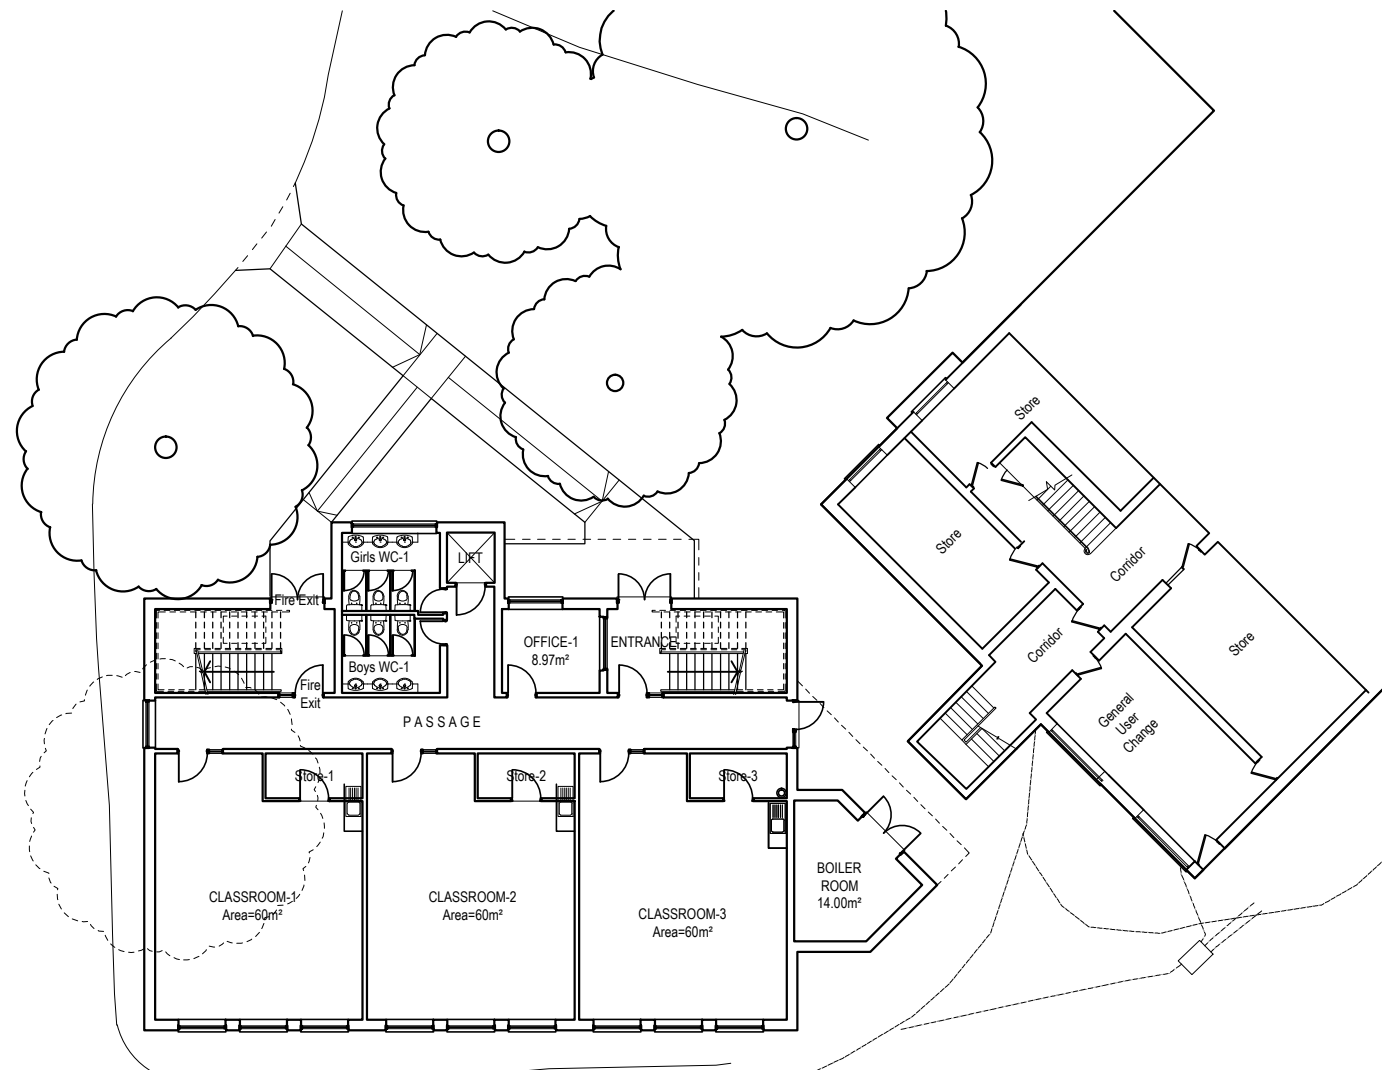 Store
Store
Corridor
Girls WC-1
LIFT
Fire Exit
OFFICE-1
8.97m²
ENTRANCE
Boys WC-1
Fire
Exit
PASSAGE
Corridor
Store
General
User
Change
Store-1
Store-2
Store-3
CLASSROOM-1
Area=60m²
CLASSROOM-2
Area=60m²
CLASSROOM-3
Area=60m²
BOILER
ROOM
14.00m²